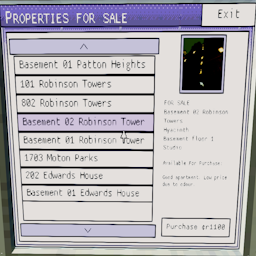 Properties for sale
Exit
Basement 01 Patton Heights
101 Robinson Towers
802 Robinson Towers
Basement 02 Robinson Tower
Basement 01 Robinson Tower
1703 Moton Parks
202 Edwards House
Basement 01 Edwards House
FOR SALE
Basement 02 Robinson
Towers
Basement Floor 1
Studio
Available for Purchase
Good apartment. Low price
due to odour.
Purchase cr1100